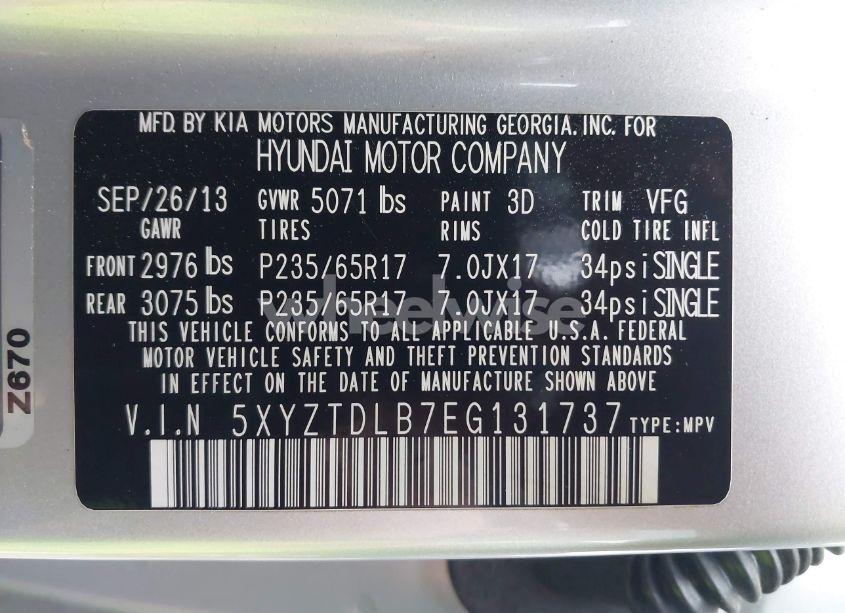 MFD. BY KIA MOTORS MANUFACTURING GEORGIA, INC. FOR
HYUNDAI MOTOR COMPANY
SEP/26/13 GVWR 5071 lbs PAINT 3D TRIM VFG
GAWR TIRES RIMS COLD TIRE INFL
FRONT 2976 lbs P235/65R17 7.0JX17 34psi SINGLE
REAR 3075 lbs P235/65R17 7.0JX17 34psi SINGLE
THIS VEHICLE CONFORMS TO ALL APPLICABLE U.S.A. FEDERAL
MOTOR VEHICLE SAFETY AND THEFT PREVENTION STANDARDS
IN EFFECT ON THE DATE OF MANUFACTURE SHOWN ABOVE
V.I.N 5XYZTDLB7EG131737 TYPE:MPV
Z670
wheelwise